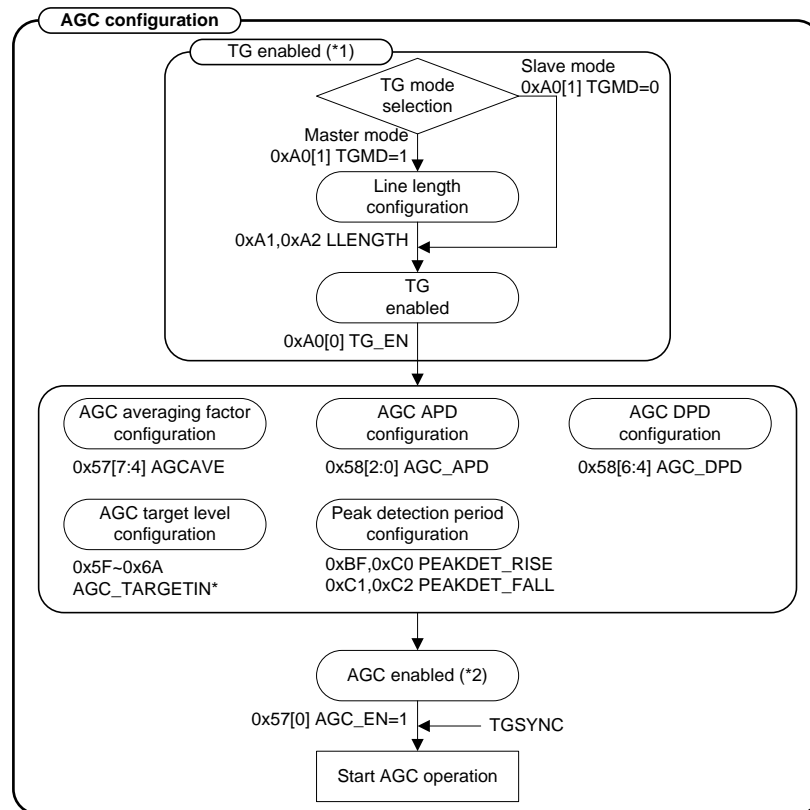 AGC configuration
TG enabled (*1)
TG mode
selection
Slave mode
0xA0[1] TGMD=0
Master mode
0xA0[1] TGMD=1
Line length
configuration
0xA1,0xA2 LLENGTH
TG
enabled
0xA0[0] TG_EN
AGC averaging factor
configuration
0x57[7:4] AGCAVE
AGC APD
configuration
0x58[2:0] AGC_APD
AGC DPD
configuration
0x58[6:4] AGC_DPD
AGC target level
configuration
0x5F~0x6A
AGC_TARGETIN*
Peak detection period
configuration
0xBF,0xC0 PEAKDET_RISE
0xC1,0xC2 PEAKDET_FALL
AGC enabled (*2)
0x57[0] AGC_EN=1
TGSYNC
Start AGC operation